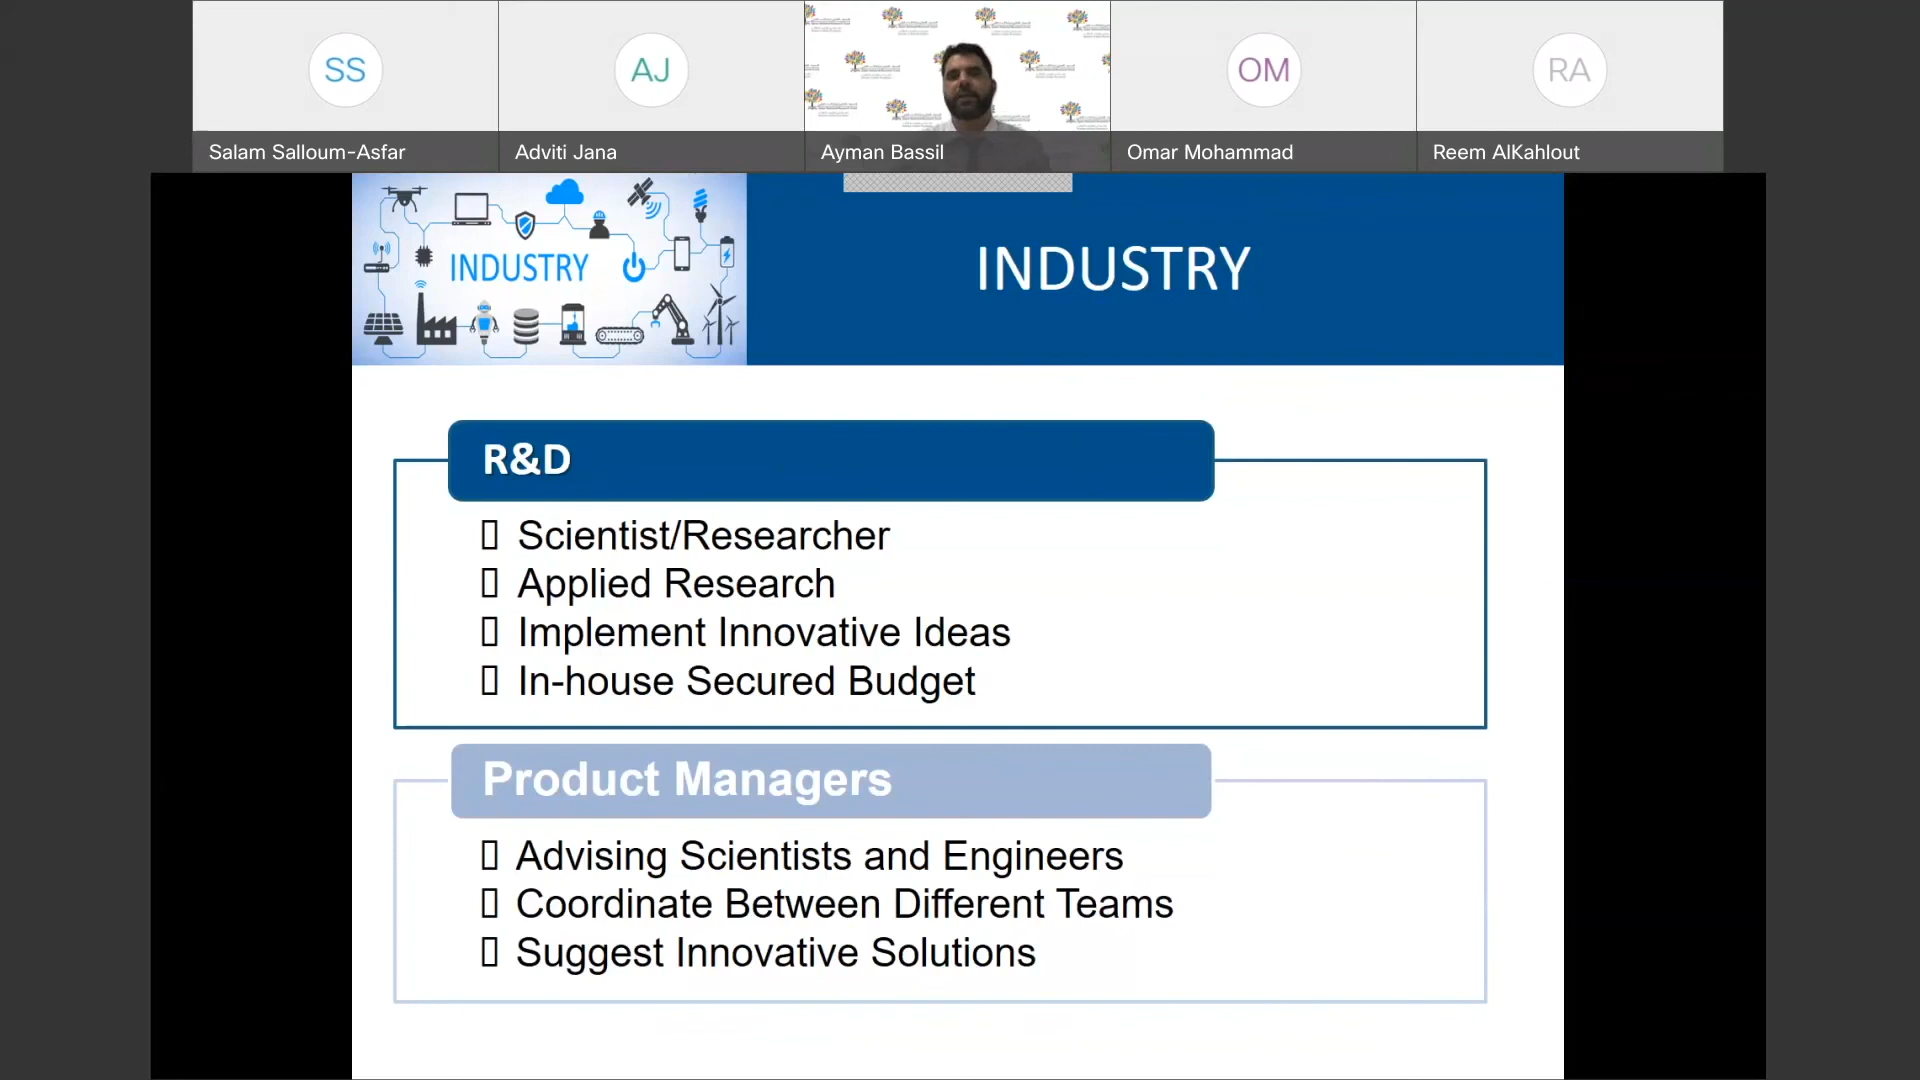 SS
AJ
OM
RA
Salam Salloum-Asfar
Adviti Jana
Ayman Bassil
Omar Mohammad
Reem AlKahlout
INDUSTRY
INDUSTRY
R&D
Scientist/Researcher
Applied Research
Implement Innovative Ideas
In-house Secured Budget
Product Managers
Advising Scientists and Engineers
Coordinate Between Different Teams
Suggest Innovative Solutions